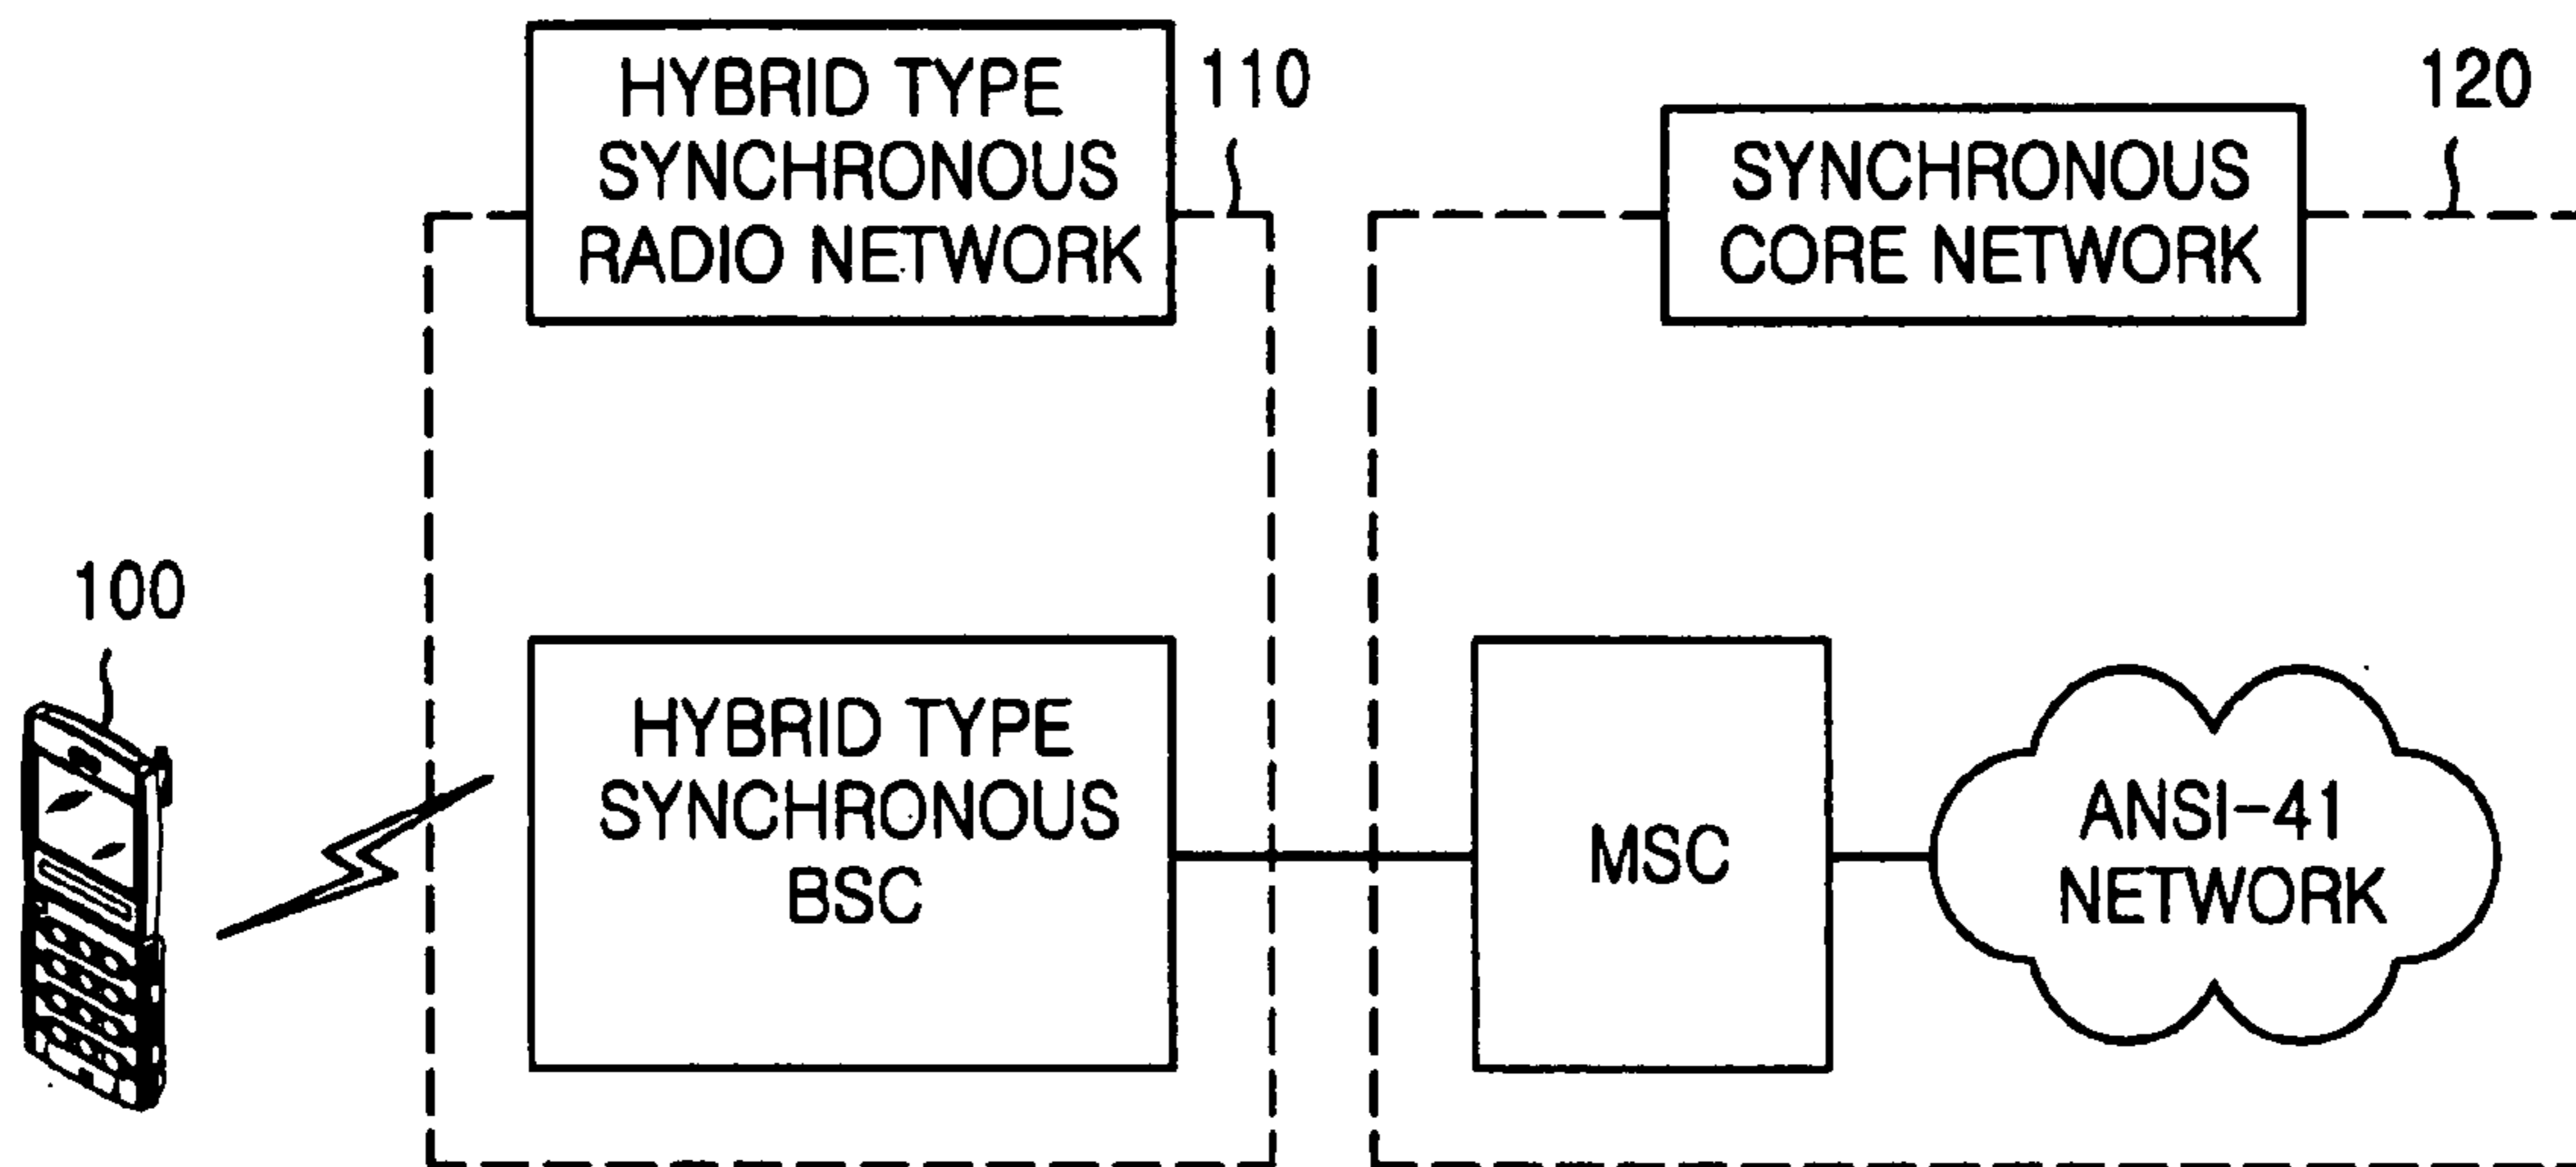 HYBRID TYPE
SYNCHRONOUS
RADIO NETWORK
110
SYNCHRONOUS
CORE NETWORK
120
100
HYBRID TYPE
SYNCHRONOUS
BSC
MSC
ANSI-41
NETWORK